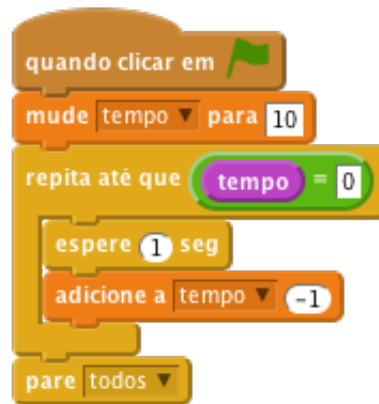 quando clicar em
mude tempo para 10
repita até que tempo = 0
espere 1 seg
adicione a tempo -1
pare todos